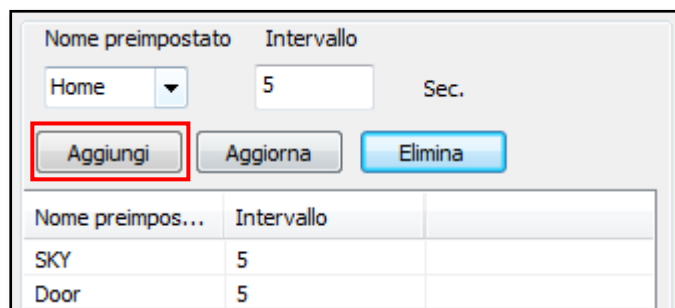 Nome preimpostato Intervallo
Home 5 Sec.
Aggiungi Aggiorna Elimina
Nome preimpos... Intervallo
SKY 5
Door 5